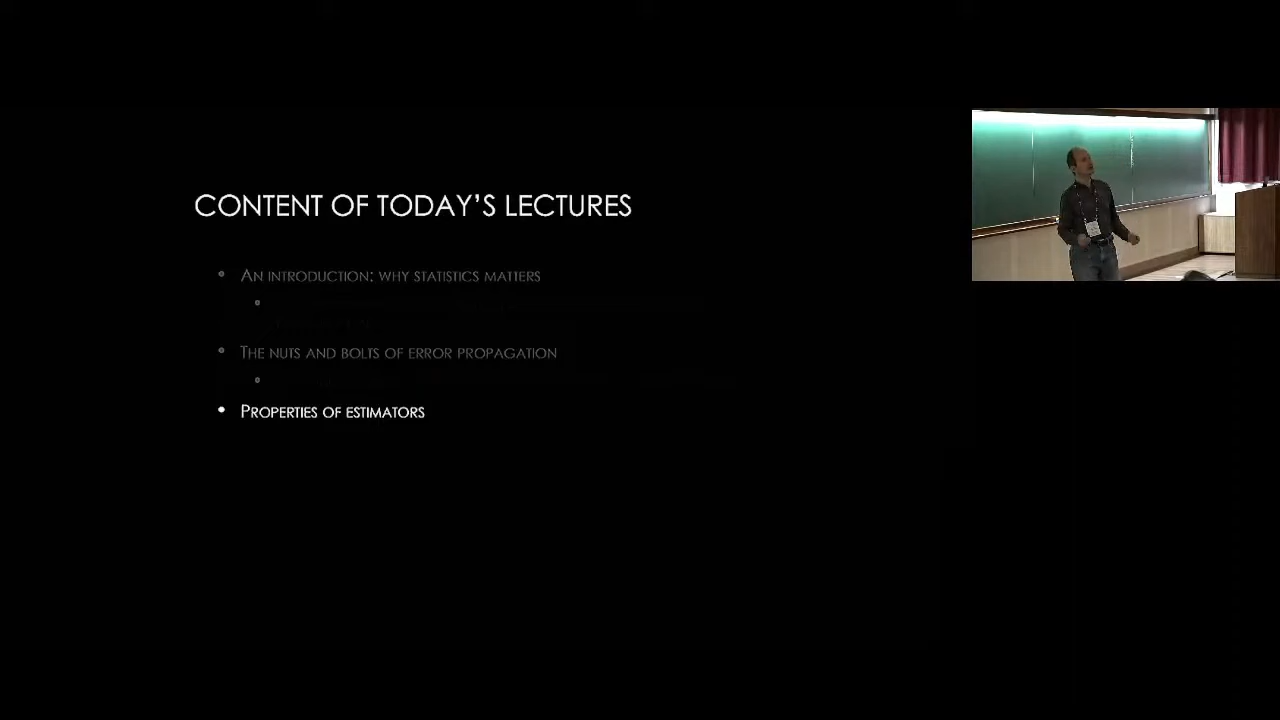 CONTENT OF TODAY'S LECTURES
AN INTRODUCTION: WHY STATISTICS MATTERS
THE NUTS AND BOLTS OF ERROR PROPAGATION
PROPERTIES OF ESTIMATORS